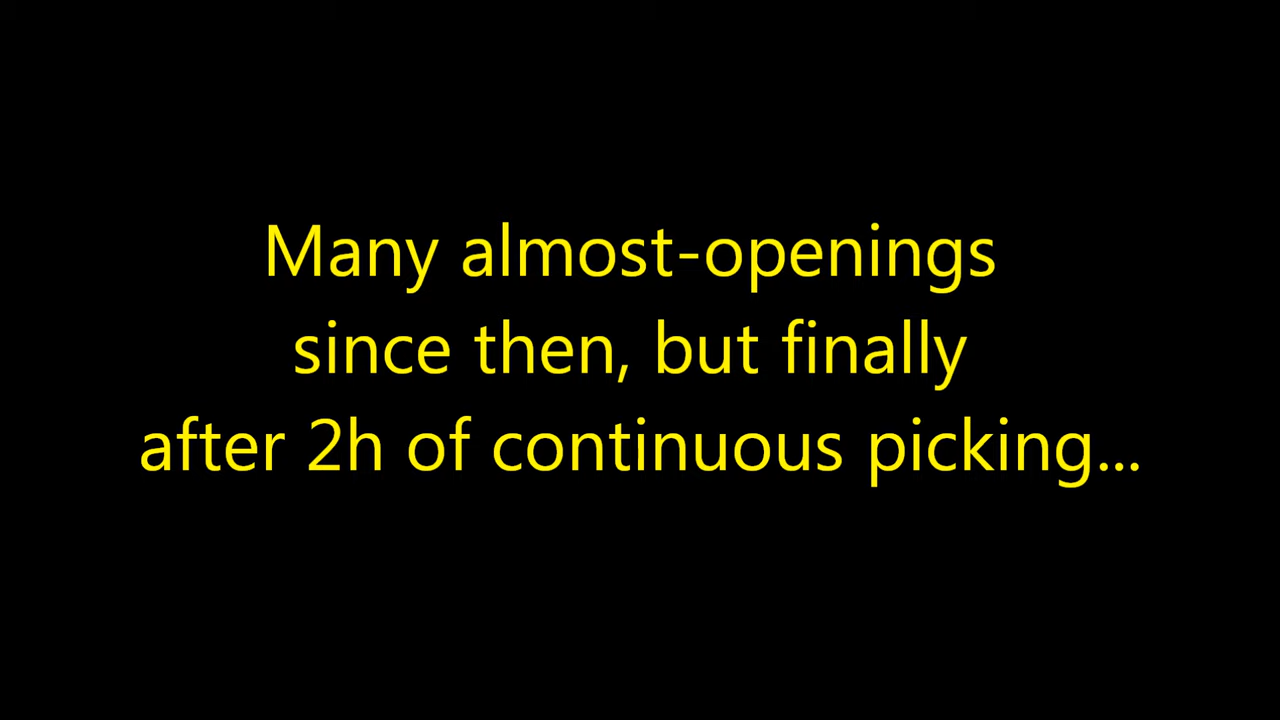 Many almost-openings
since then, but finally
after 2h of continuous picking...